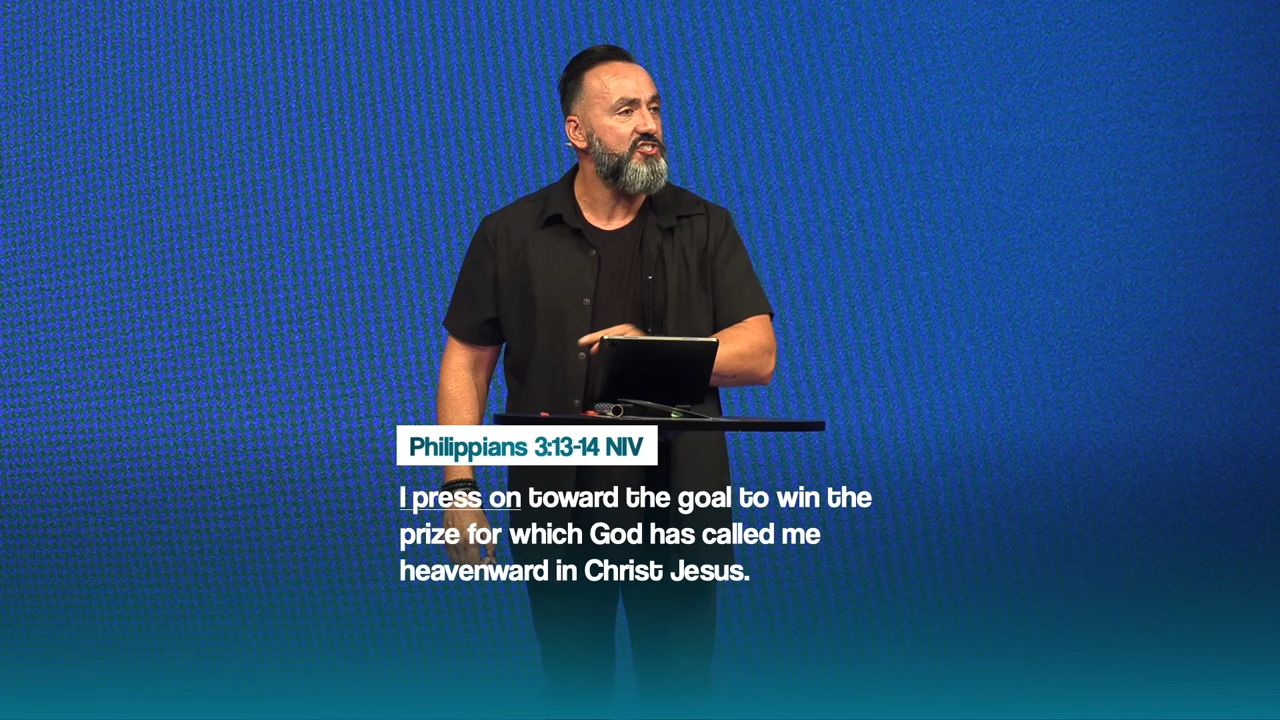 Philippians 3:13-14 NIV
I press on toward the goal to win the
prize for which God has called me
heavenward in Christ Jesus.